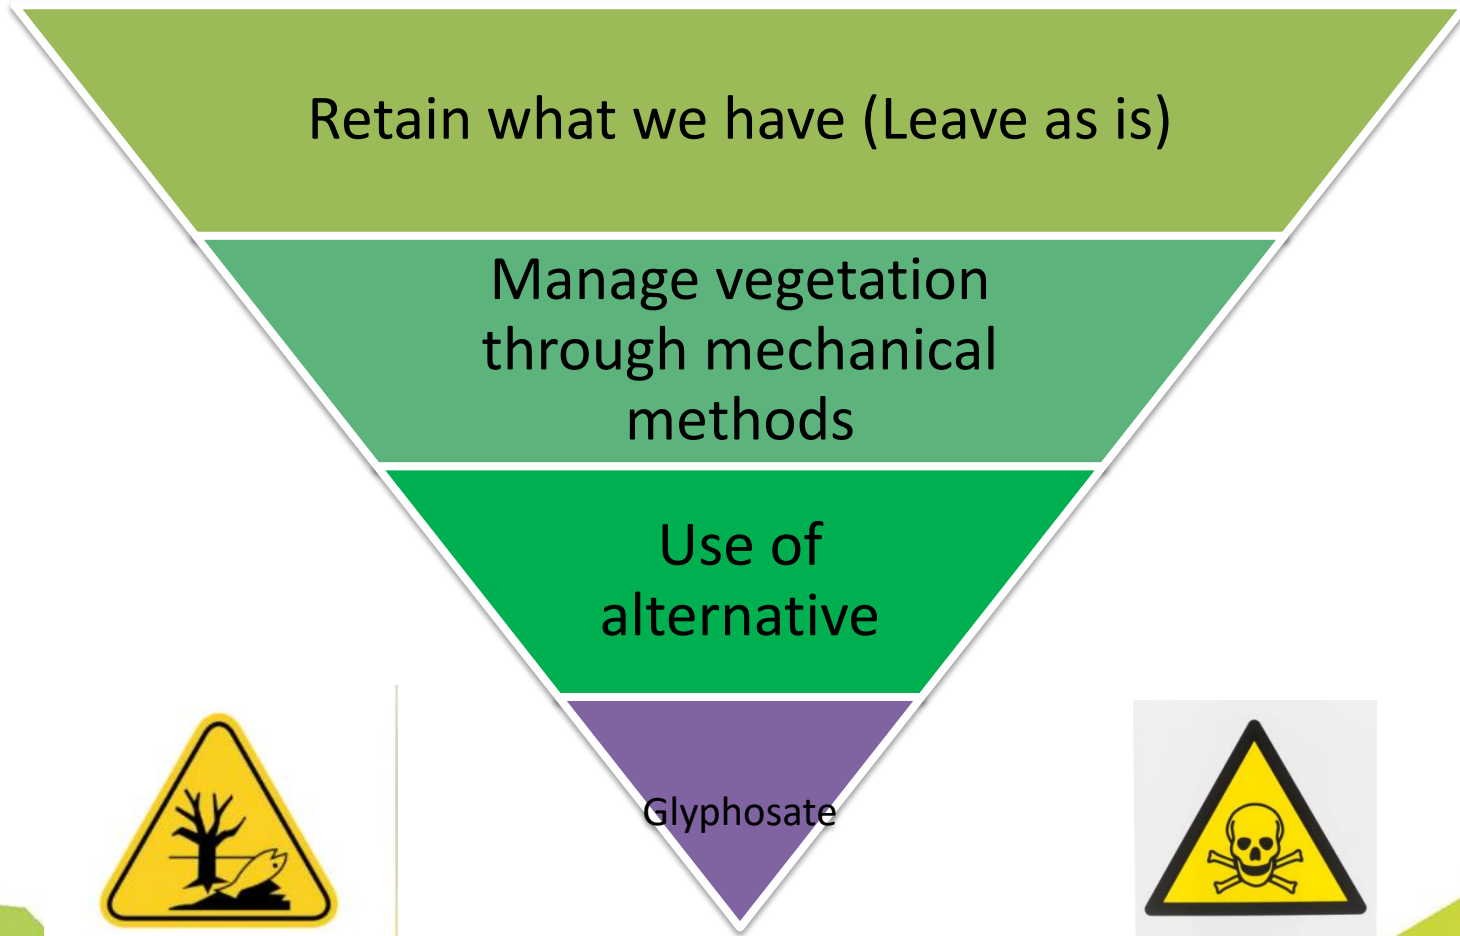 Retain what we have (Leave as is)
Manage vegetation
through mechanical
methods
Use of
alternative
Glyphosate